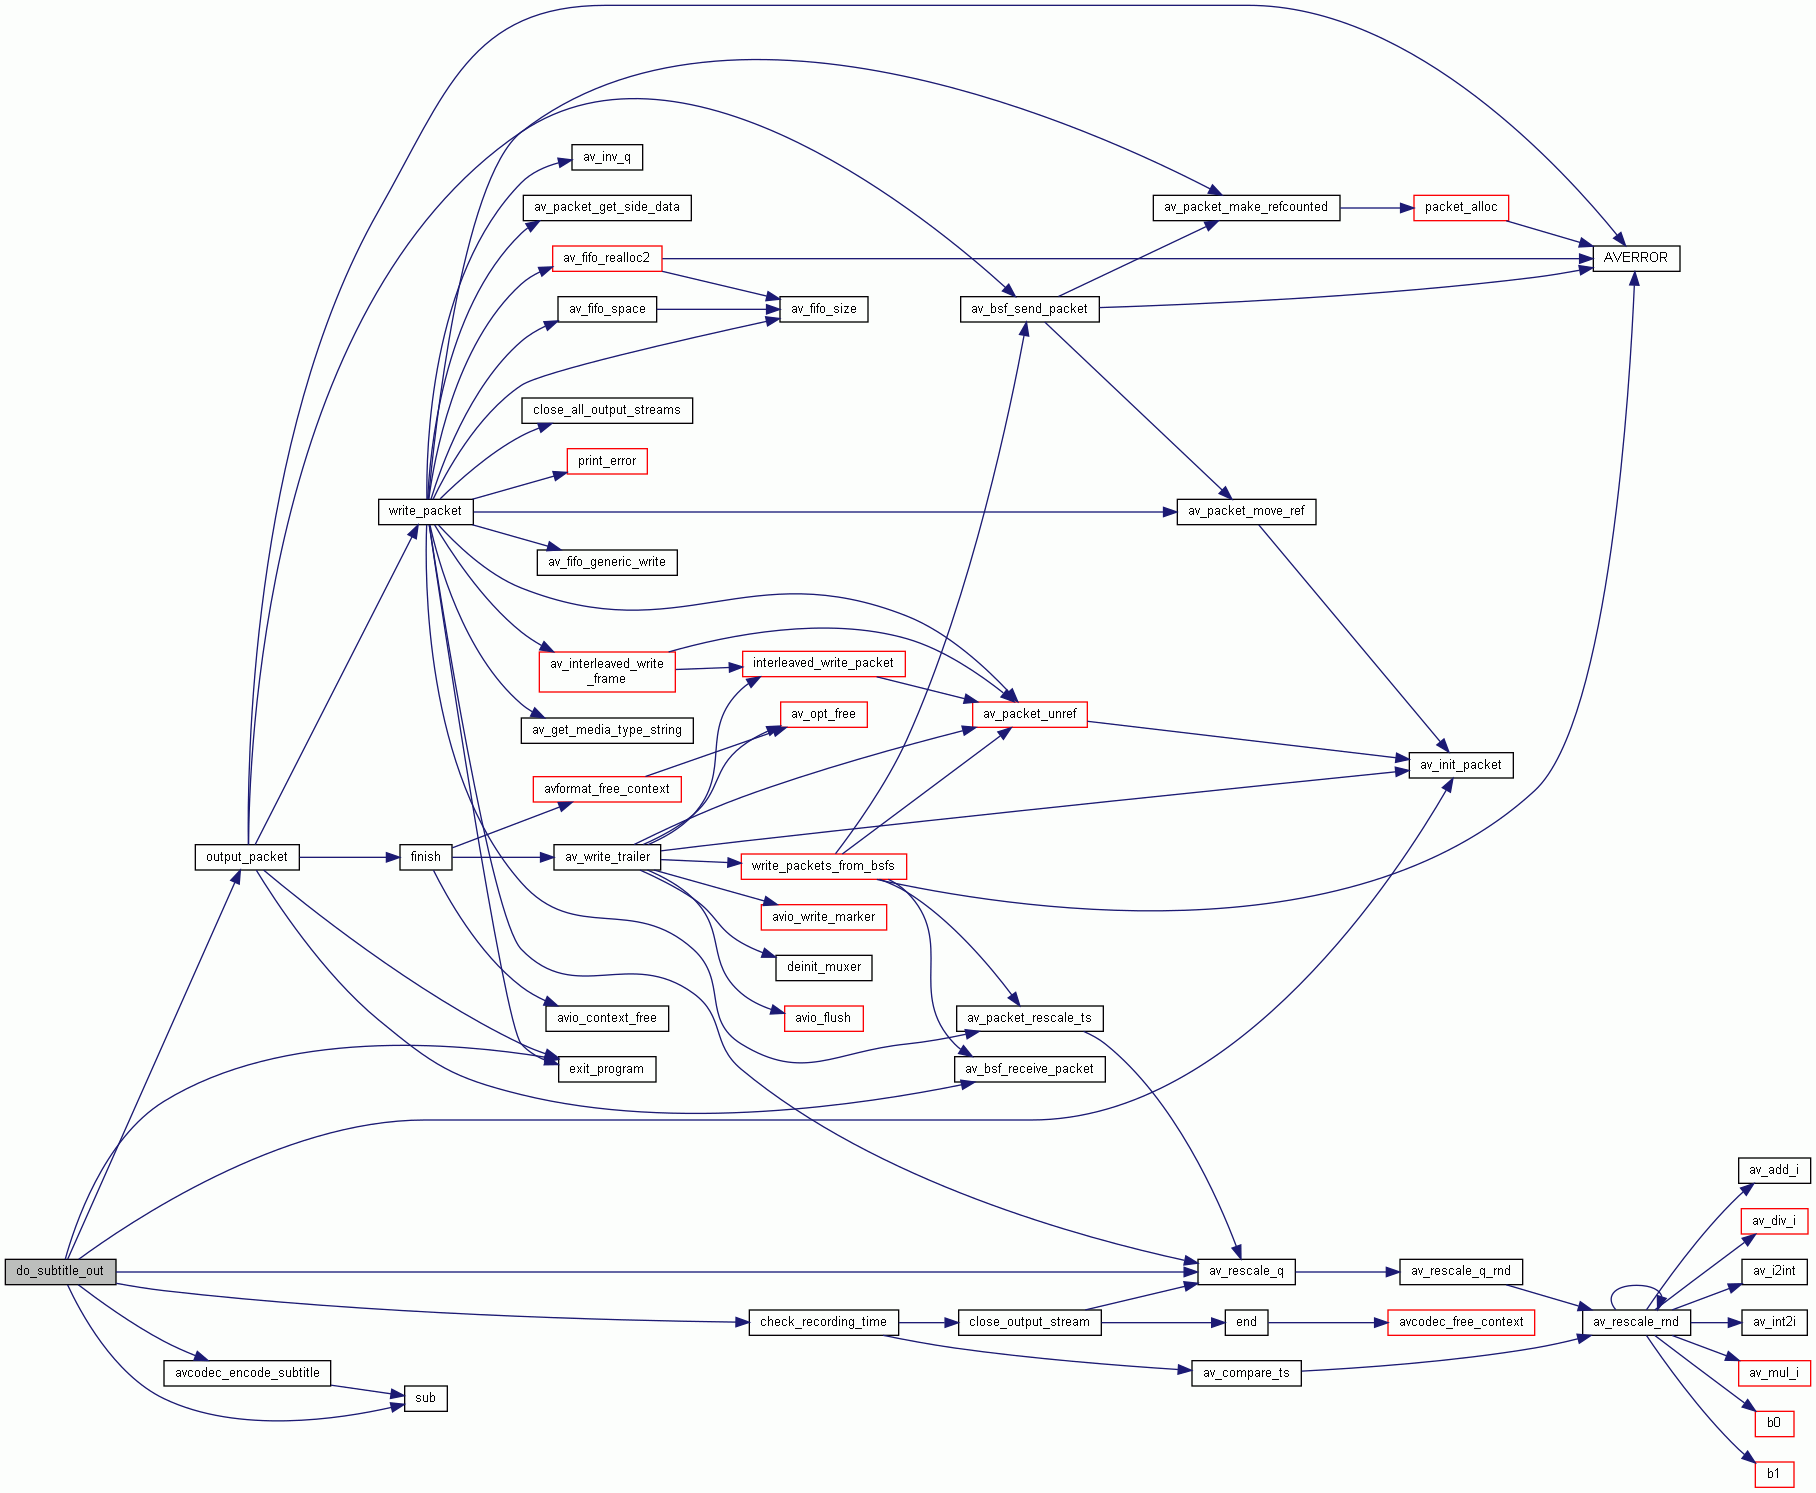 av_inv_q
av_packet_get_side_data
av_packet_make_refcounted
packet_alloc
av_fifo_realloc2
AVERROR
av_fifo_space
av_fifo_size
av_bsf_send_packet
close_all_output_streams
print_error
write_packet
av_packet_move_ref
av_fifo_generic_write
av_interleaved_write
_frame
interleaved_write_packet
av_opt_free
av_packet_unref
av_get_media_type_string
av_init_packet
avformat_free_context
output_packet
finish
av_write_trailer
write_packets_from_bsfs
avio_write_marker
deinit_muxer
avio_context_free
avio_flush
av_packet_rescale_ts
exit_program
av_bsf_receive_packet
av_add_i
av_div_i
do_subtitle_out
av_rescale_q
av_rescale_q_rnd
av_i2int
check_recording_time
close_output_stream
end
avcodec_free_context
av_rescale_rnd
av_int2i
avcodec_encode_subtitle
av_compare_ts
av_mul_i
sub
b0
b1